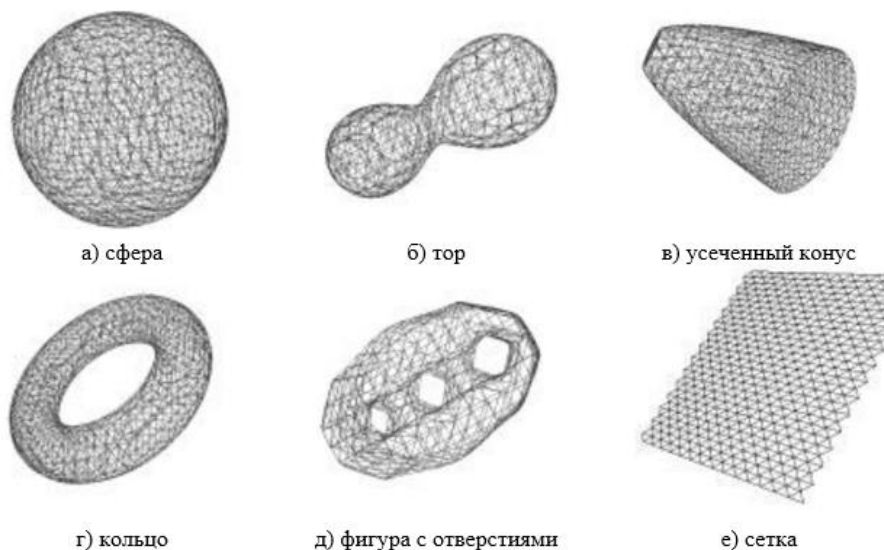 а) сфера
б) тор
в) усеченный конус
г) кольцо
д) фигура с отверстиями
е) сетка